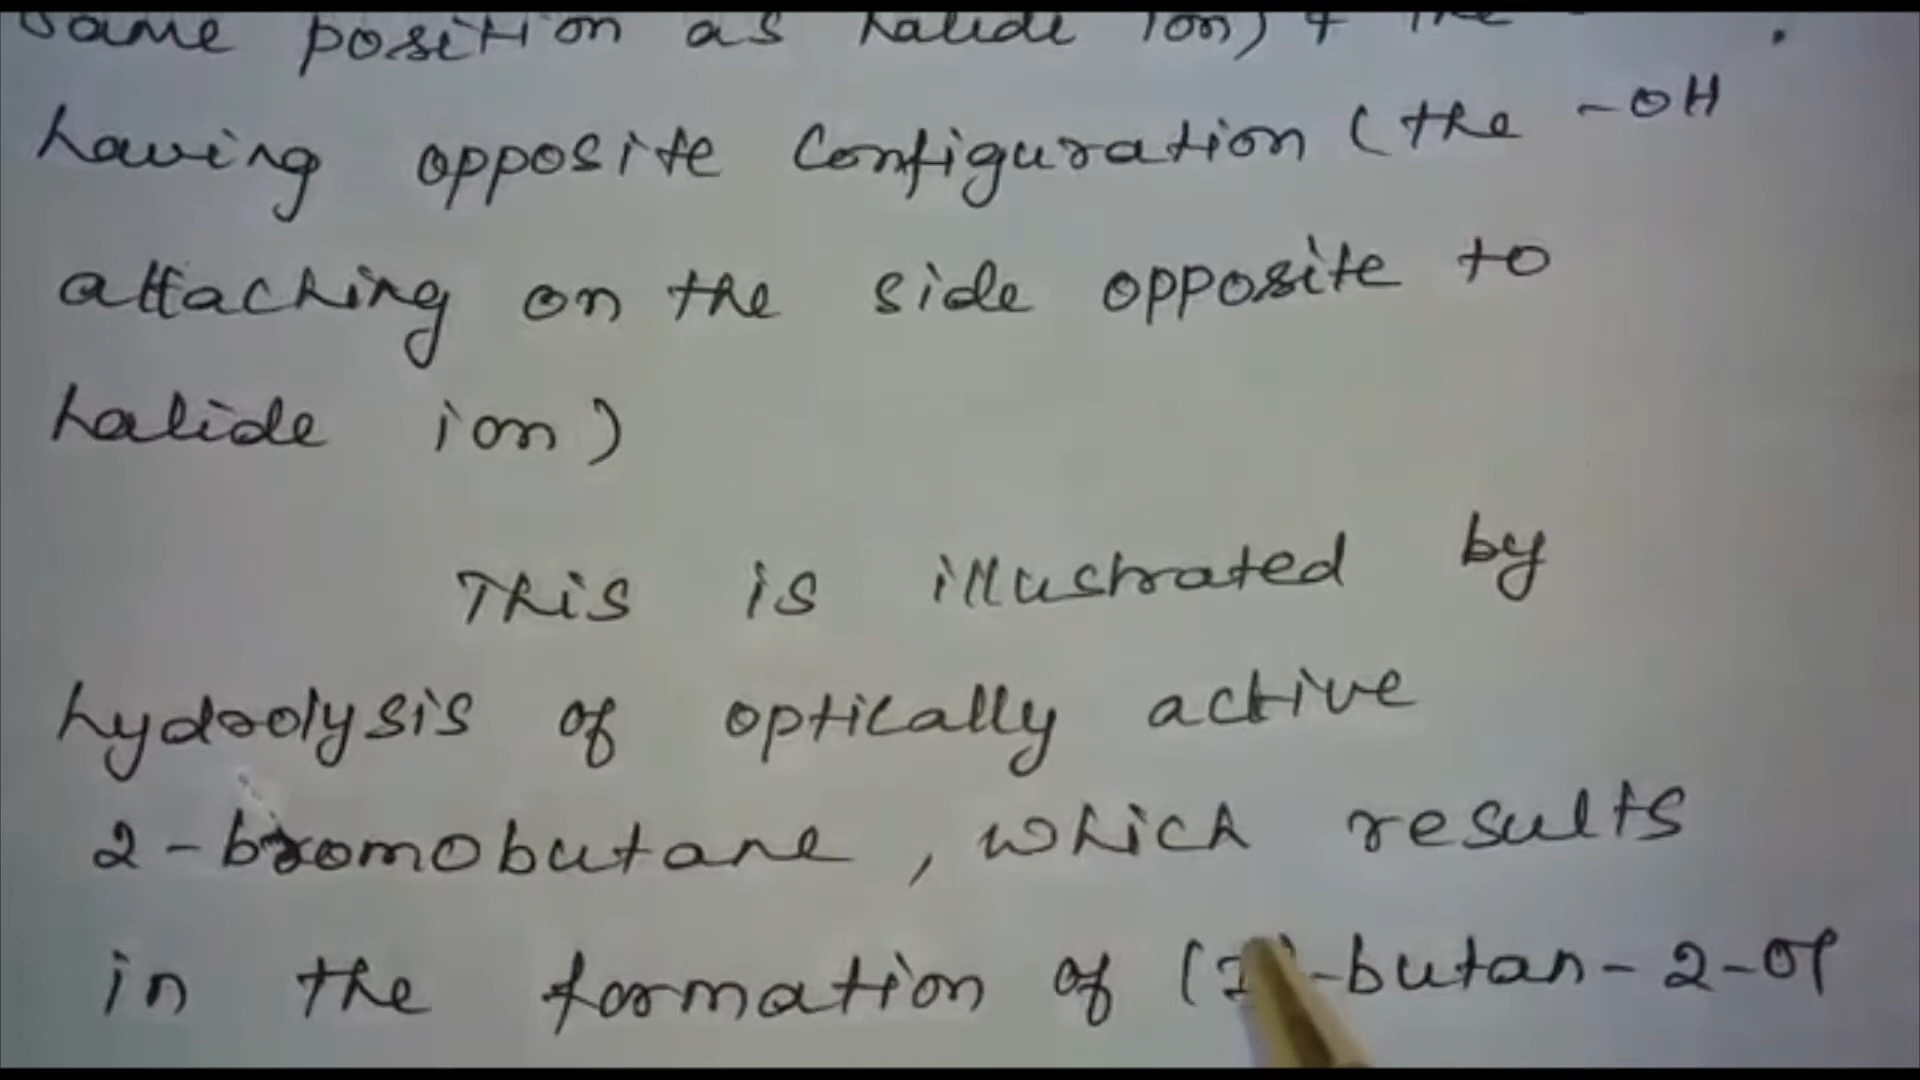 same position as halide ion) + the
having opposite configuration (the -OH
attaching on the side opposite to
halide ion)
This is illustrated by
hydrolysis of optically active
2-bromobutane, which results
in the formation of -butan-2-ol